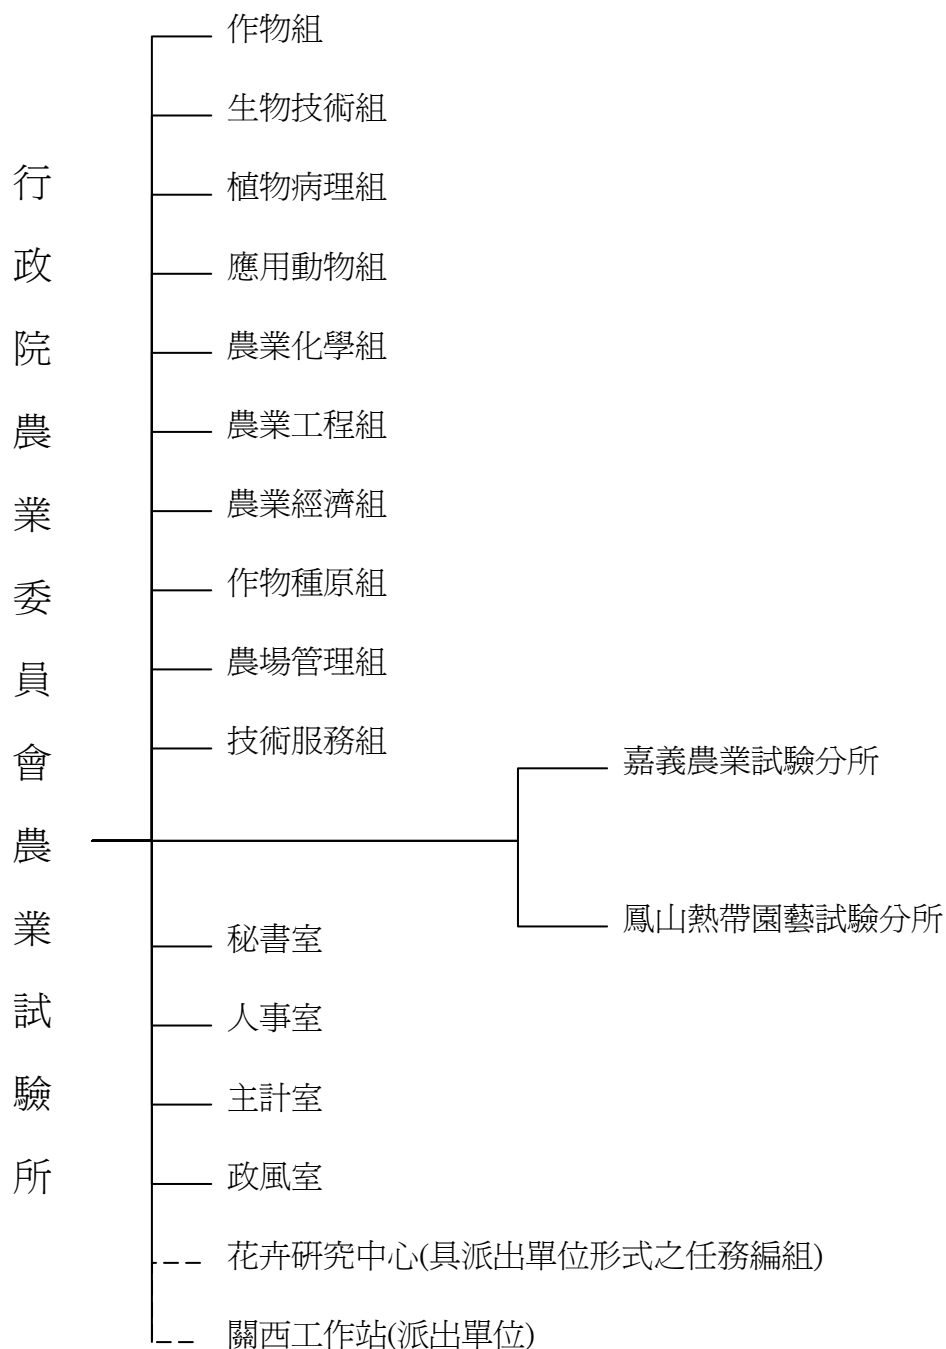 行政院農業委員會農業試驗所
作物組
生物技術組
植物病理組
應用動物組
農業化學組
農業工程組
農業經濟組
作物種原組
農場管理組
技術服務組
嘉義農業試驗分所
鳳山熱帶園藝試驗分所
秘書室
人事室
主計室
政風室
花卉研究中心(具派出單位形式之任務編組)
關西工作站(派出單位)